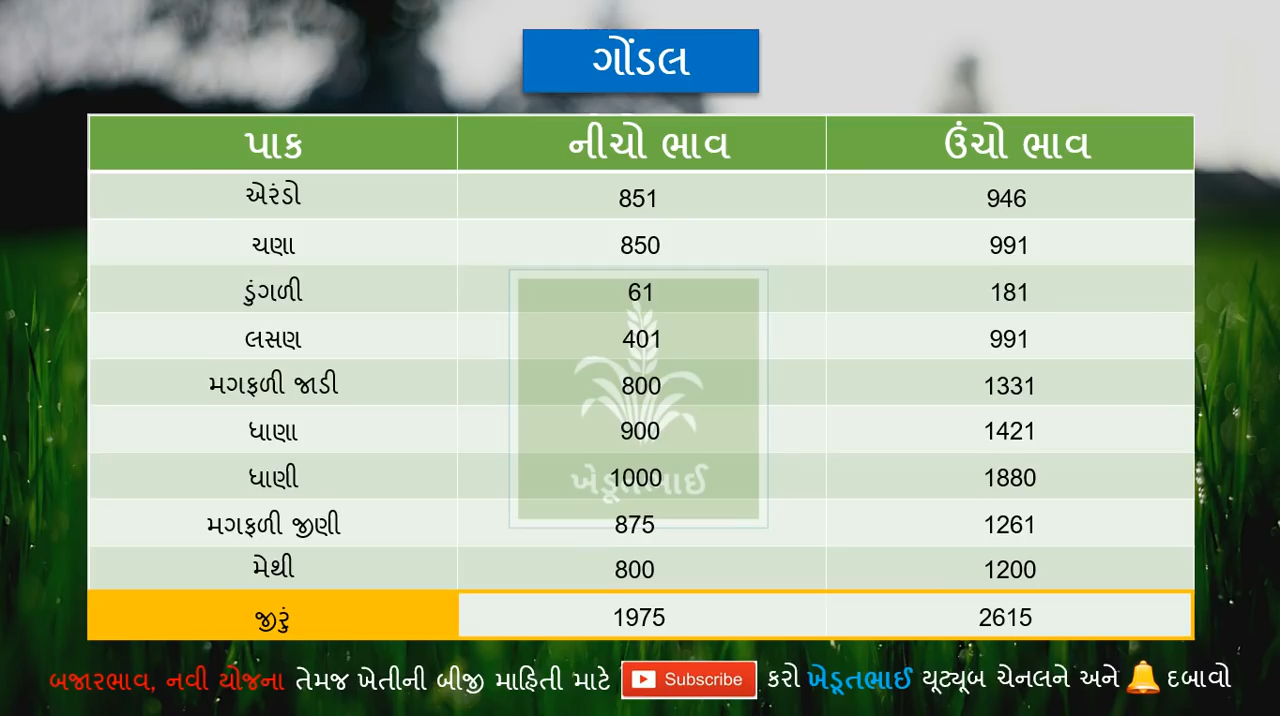 ગોંડલ
પાક નીચો ભાવ ઉંચો ભાવ
એરંડો 851 946
ચણા 850 991
ડુંગળી 61 181
લસણ 401 991
મગફળી જાડી 800 1331
ધાણા 900 1421
ધાણી 1000 1880
ખેડૂતભાઈ
મગફળી જીણી 875 1261
મેથી 800 1200
જીરું 1975 2615
બજારભાવ, નવી યોજના તેમજ ખેતીની બીજી માહિતી માટે Subscribe કરો ખેડૂતભાઈ યૂટ્યૂબ ચેનલને અને દબાવો